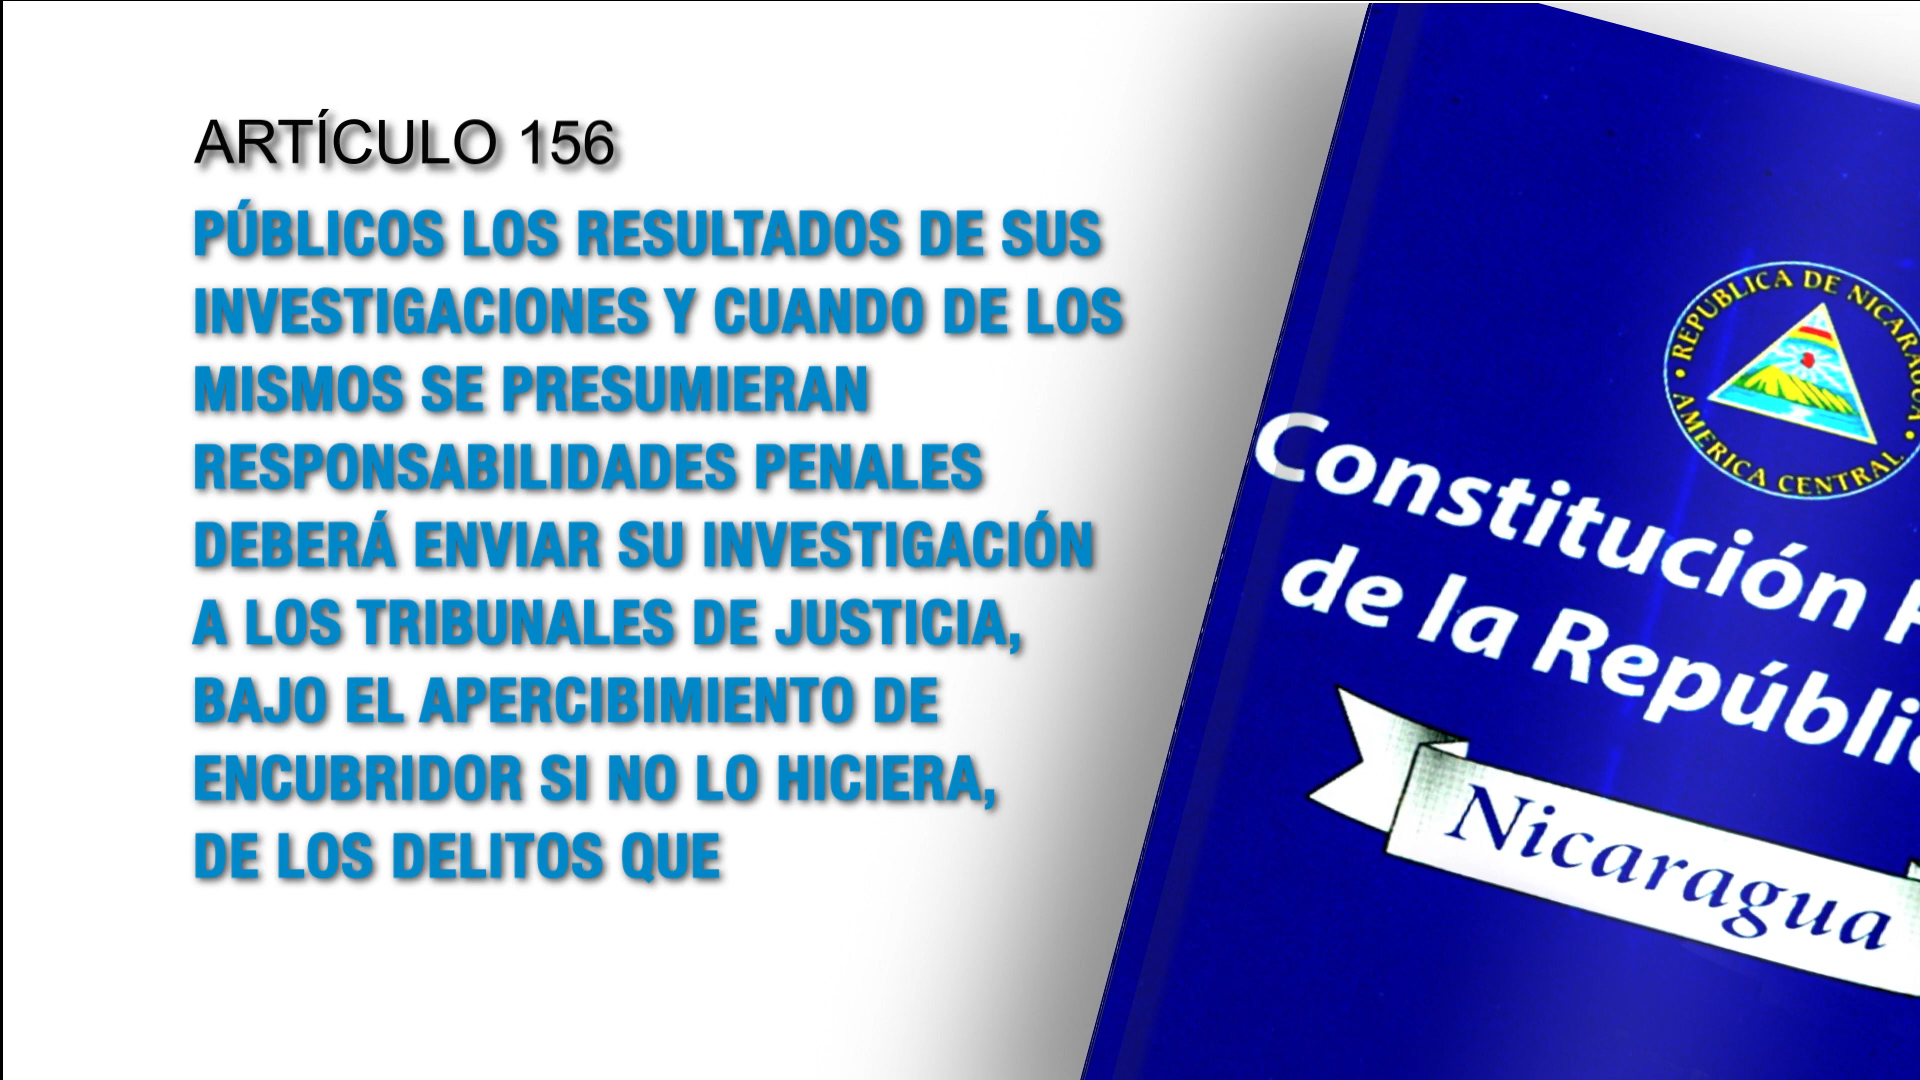 ARTÍCULO 156
PÚBLICOS LOS RESULTADOS DE SUS
INVESTIGACIONES Y CUANDO DE LOS
MISMOS SE PRESUMIERAN
RESPONSABILIDADES PENALES
DEBERÁ ENVIAR SU INVESTIGACIÓN
A LOS TRIBUNALES DE JUSTICIA,
BAJO EL APERCIBIMIENTO DE
ENCUBRIDOR SI NO LO HICIERA,
DE LOS DELITOS QUE
REPUBLICA DE NICARAGUA
AMERICA CENTRAL
Constitución
de la
Nicaragua